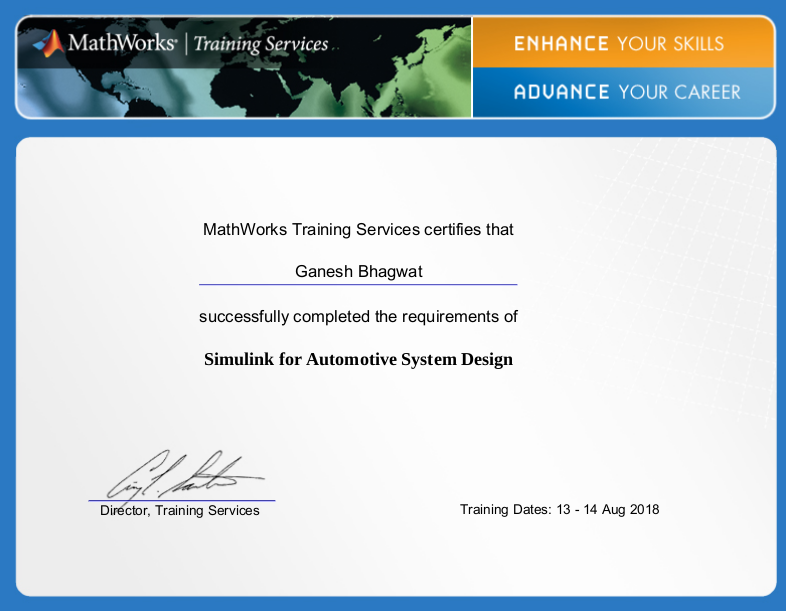 MathWorks® | Training Services
ENHANCE YOUR SKILLS
ADVANCE YOUR CAREER
MathWorks Training Services certifies that
Ganesh Bhagwat
successfully completed the requirements of
Simulink for Automotive System Design
Director, Training Services
Training Dates: 13 - 14 Aug 2018